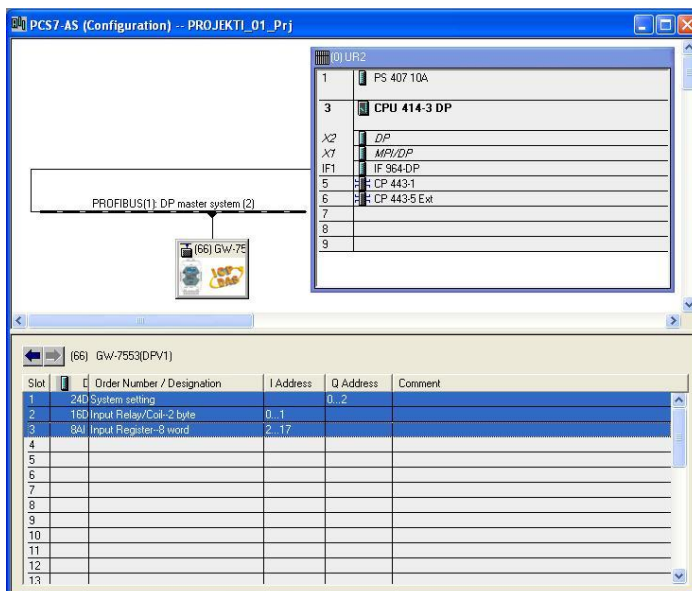 PCS7-AS (Configuration) -- PROJEKTI_01_Prj
(0) UR2
1 PS 407 10A
3 CPU 414-3 DP
X2 DP
X1 MPI/DP
IF1 IF 964-DP
5 CP 443-1
6 CP 443-5 Ext
7
8
9
PROFIBUS(1): DP master system (2)
(66) GW-75
ICP
DAS
(66) GW-7553(DPV1)
Slot D Order Number / Designation I Address Q Address Comment
1 24D System setting 0...2
2 16D Input Relay/Coil--2 byte 0...1
3 8AI Input Register--8 word 2...17
4
5
6
7
8
9
10
11
12
13